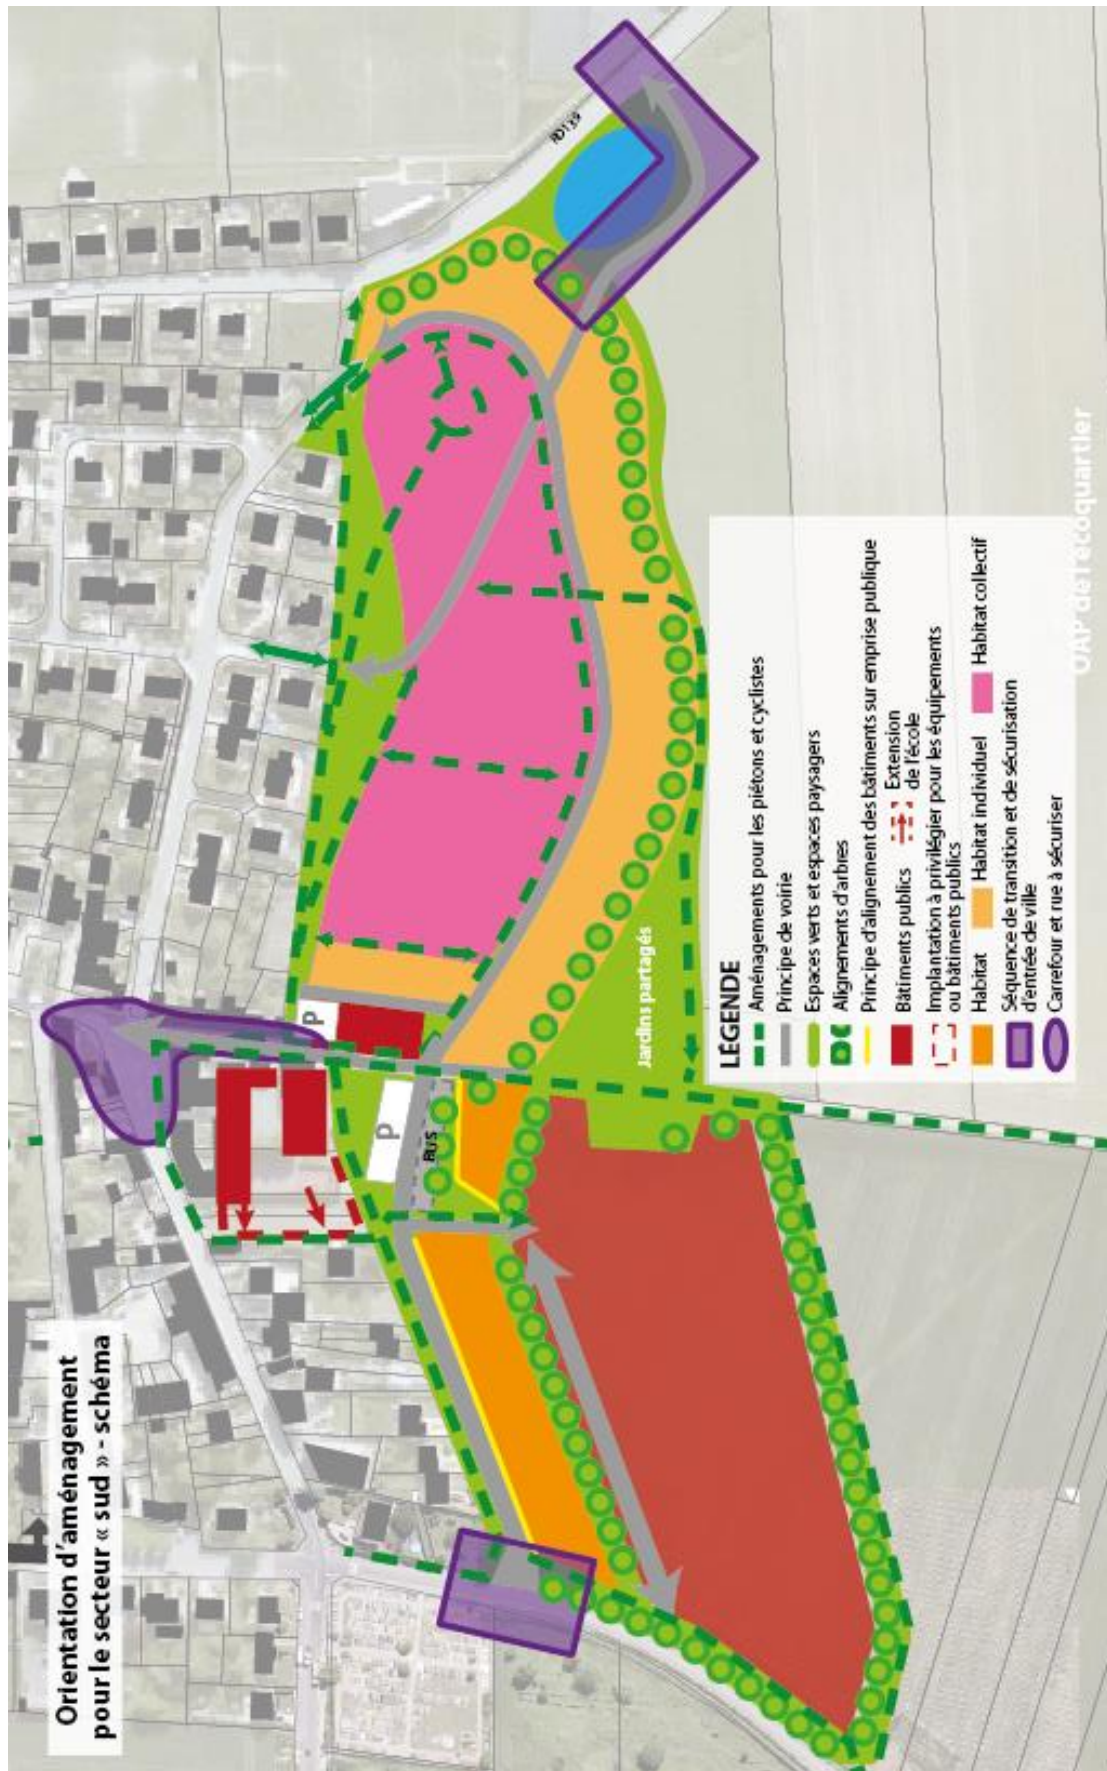 Orientation d'aménagement
pour le secteur « sud » - schéma
RD139
P
P
BUS
Jardins partagés
LÉGENDE
Aménagements pour les piétons et cyclistes
Principe de voirie
Espaces verts et espaces paysagers
Alignements d'arbres
Principe d'alignement des bâtiments sur emprise publique
Bâtiments publics
Extension
de l'école
Implantation à privilégier pour les équipements
ou bâtiments publics
Habitat
Habitat individuel
Habitat collectif
Séquence de transition et de sécurisation
d'entrée de ville
Carrefour et rue à sécuriser
OAP de l'écoquartier